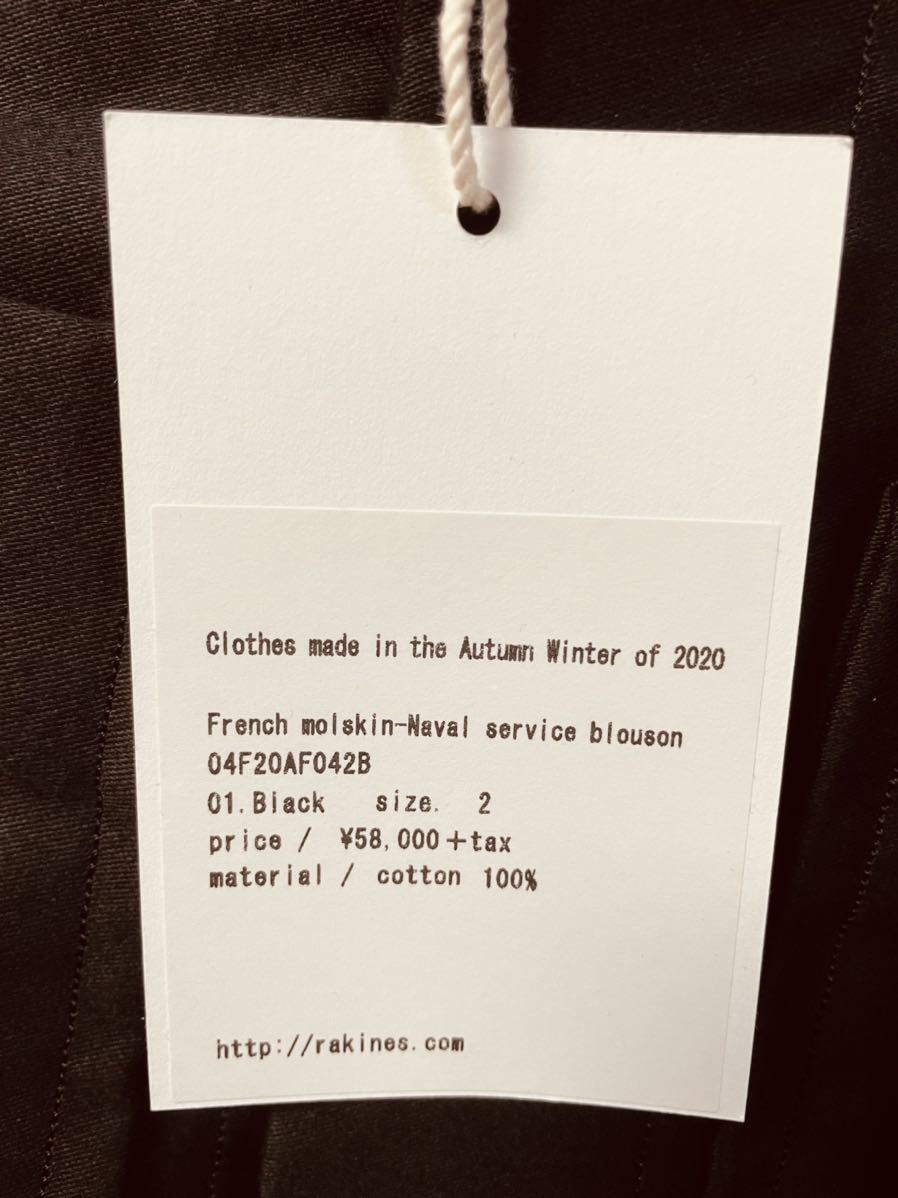 Clothes made in the Autumn Winter of 2020
French molskin-Naval service blouson
04F20AF042B
01.Black size. 2
price / ¥58,000+tax
material / cotton 100%
http://rakines.com